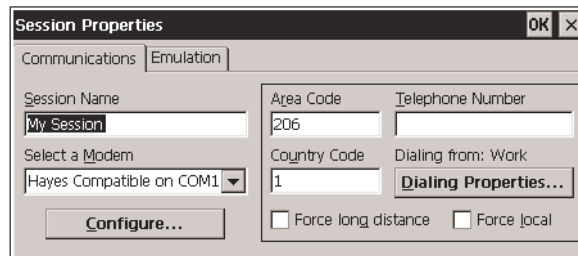 Session Properties OK ×
Communications Emulation
Session Name
My Session
Select a Modem
Hayes Compatible on COM1
Configure...
Area Code Telephone Number
206
Country Code Dialing from: Work
1 Dialing Properties...
Force long distance Force local